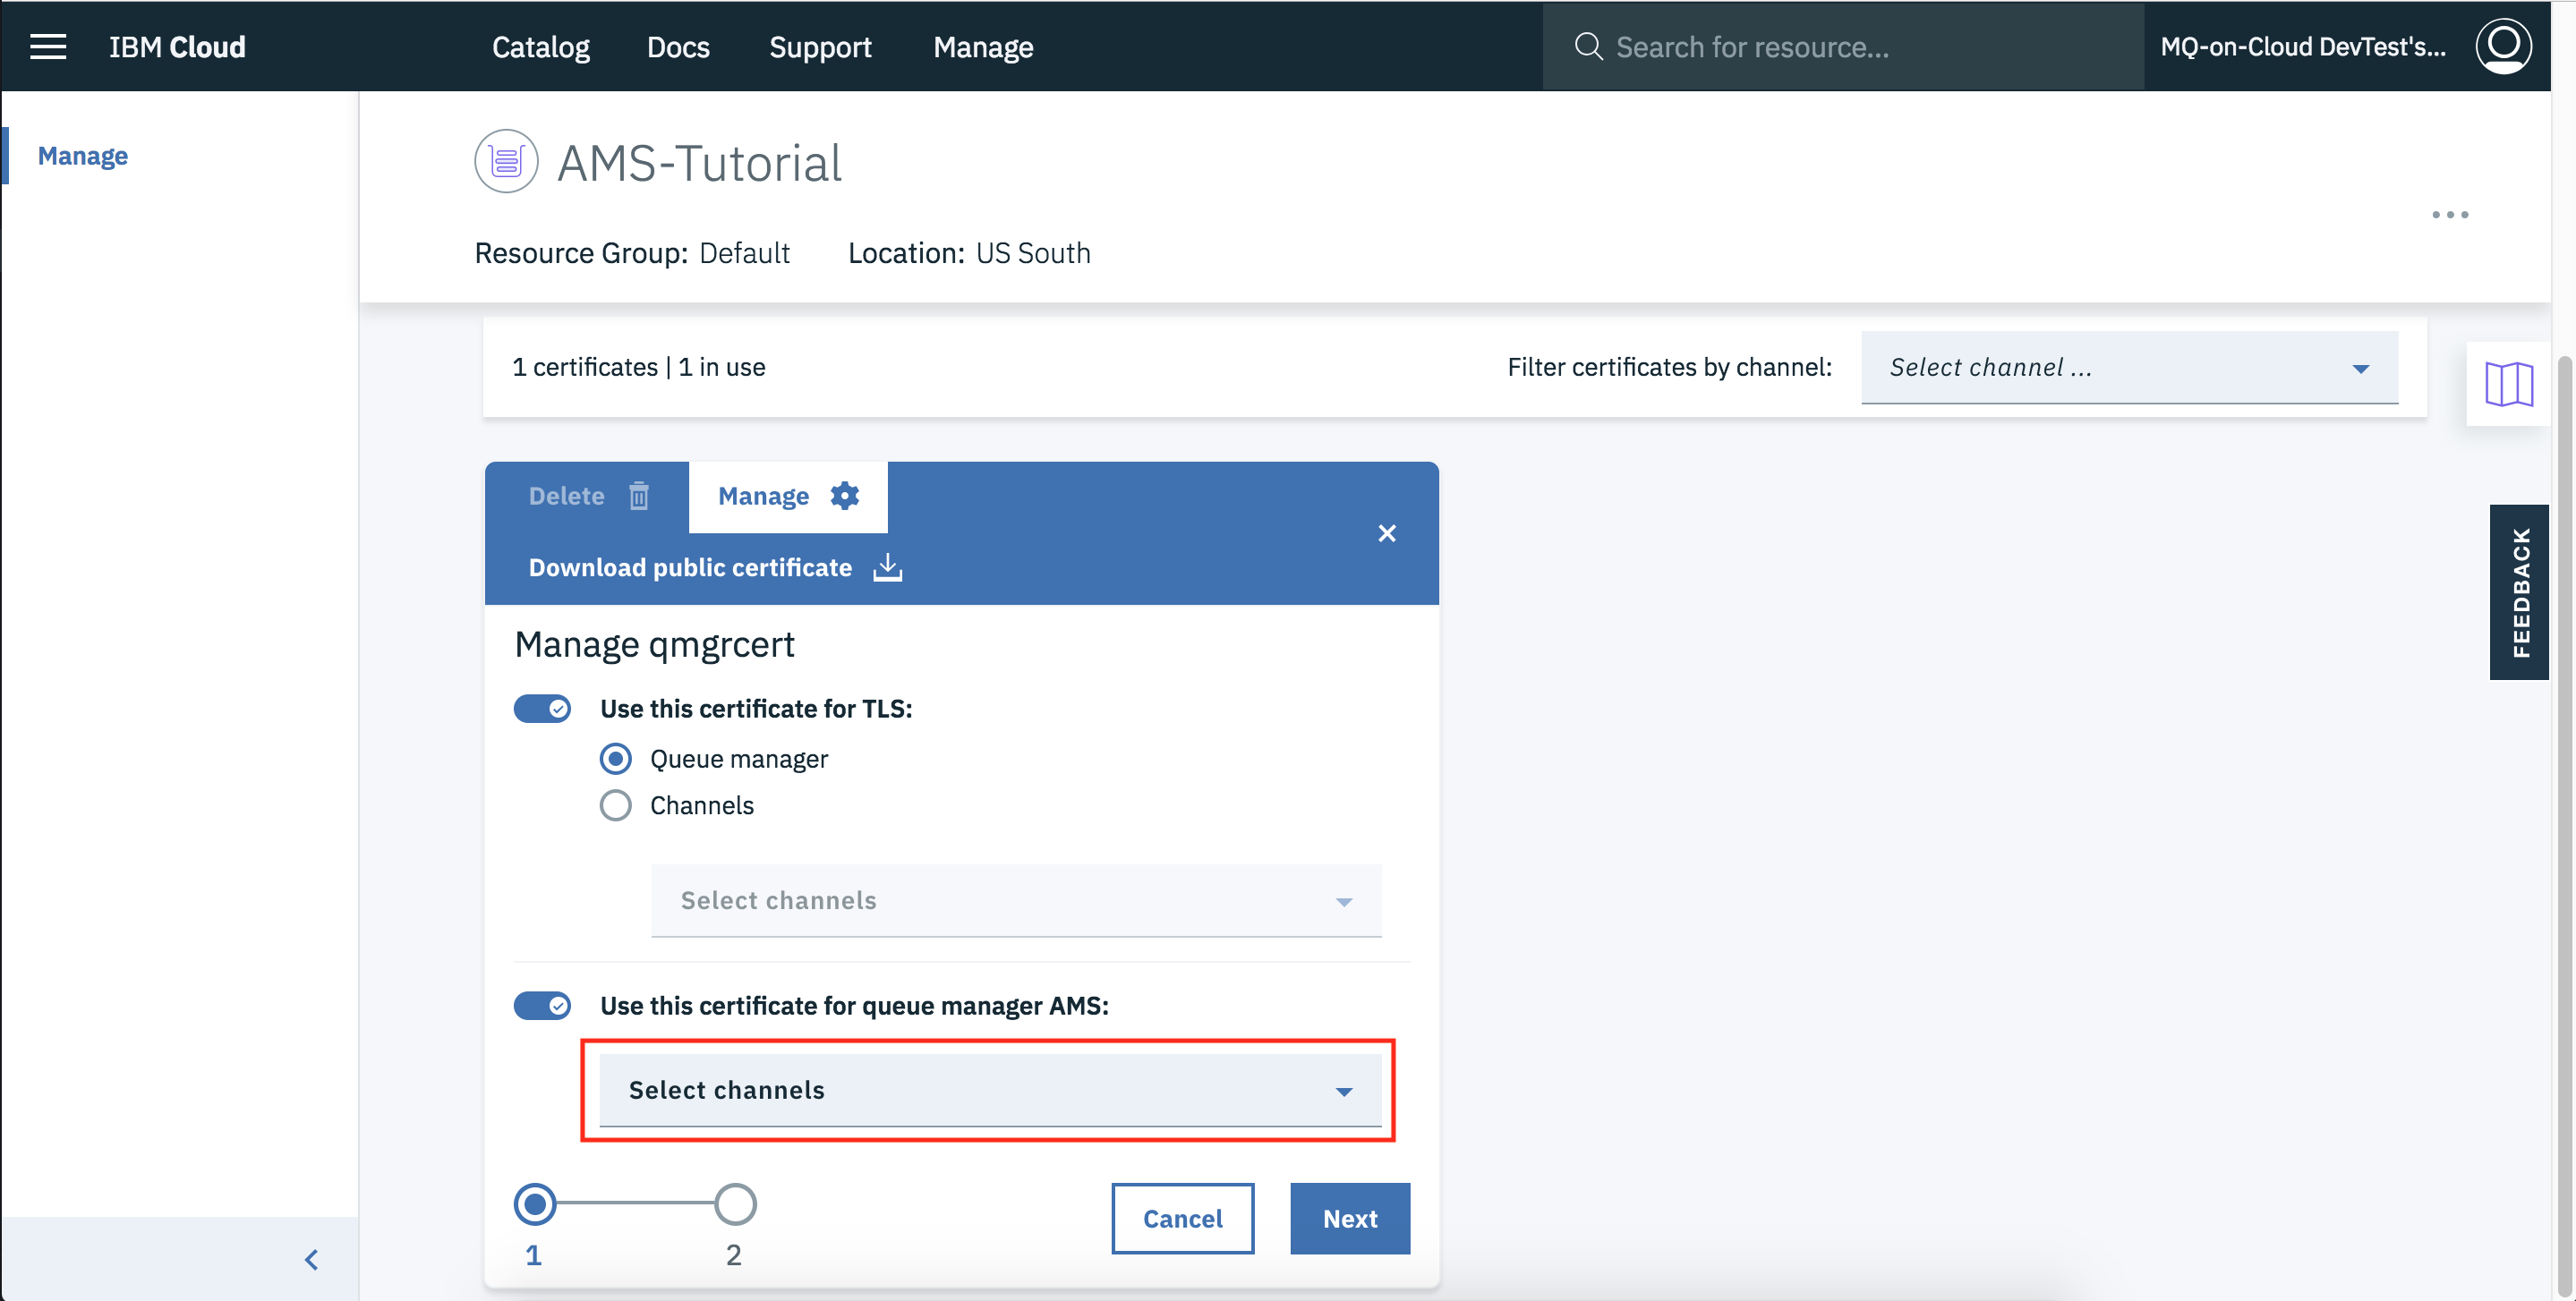 IBM Cloud
Catalog
Docs
Support
Manage
Search for resource...
MQ-on-Cloud DevTest's...
Manage
AMS-Tutorial
Resource Group: Default
Location: US South
1 certificates | 1 in use
Filter certificates by channel:
Select channel ...
FEEDBACK
Delete
Manage
Download public certificate
Manage qmgrcert
Use this certificate for TLS:
Queue manager
Channels
Select channels
Use this certificate for queue manager AMS:
Select channels
1
2
Cancel
Next